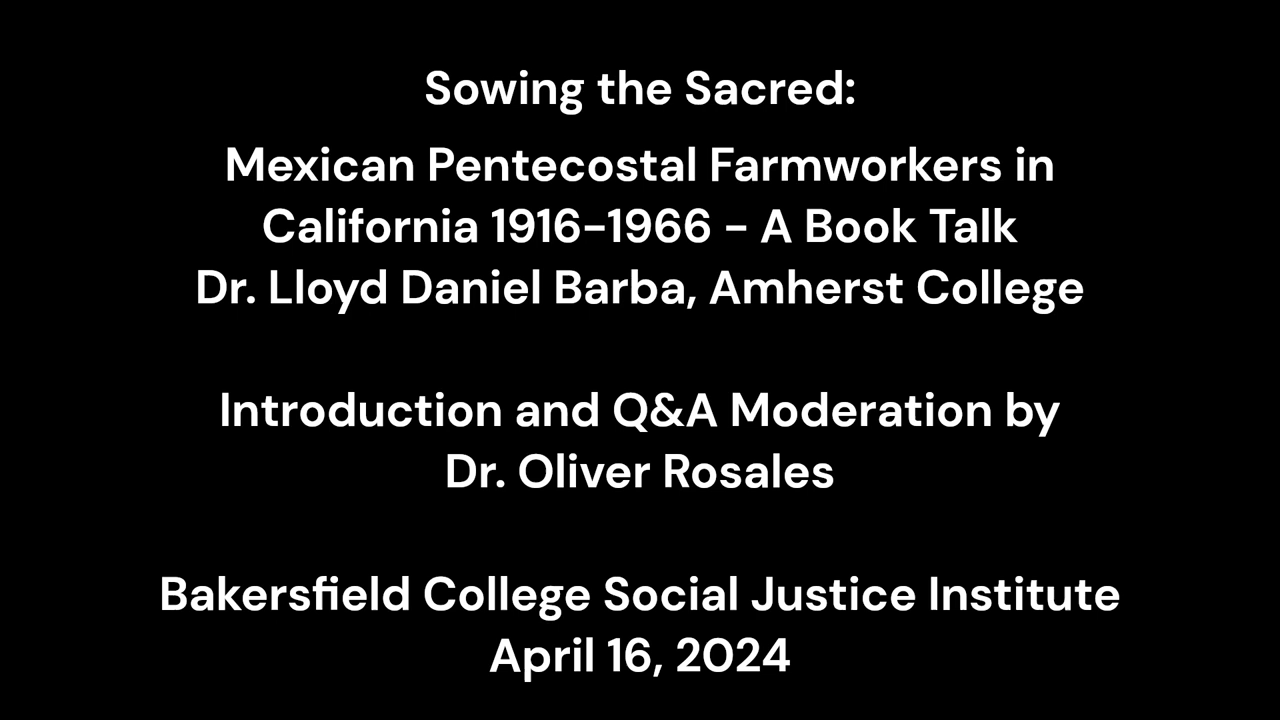 Sowing the Sacred:
Mexican Pentecostal Farmworkers in
California 1916–1966 – A Book Talk
Dr. Lloyd Daniel Barba, Amherst College
Introduction and Q&A Moderation by
Dr. Oliver Rosales
Bakersfield College Social Justice Institute
April 16, 2024